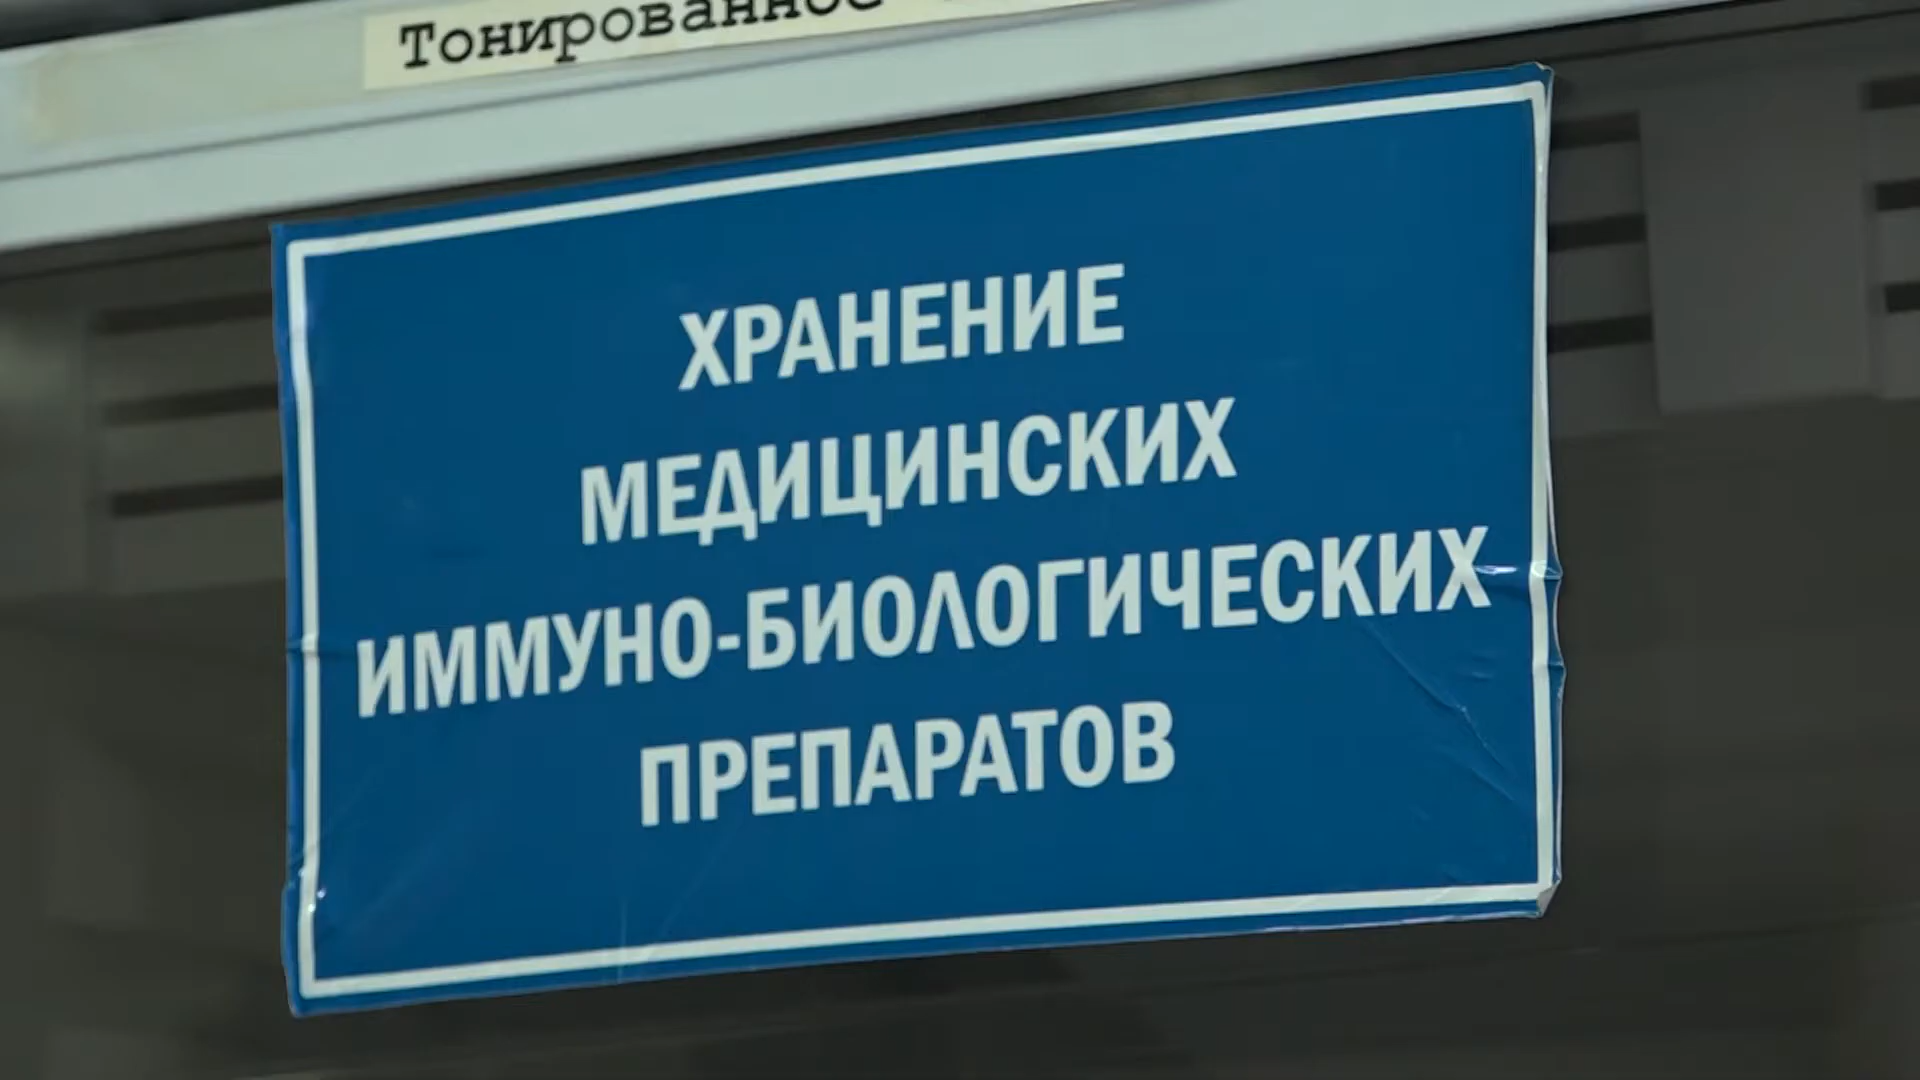 Тонированное
ХРАНЕНИЕ
МЕДИЦИНСКИХ
ИММУНО-БИОЛОГИЧЕСКИХ
ПРЕПАРАТОВ